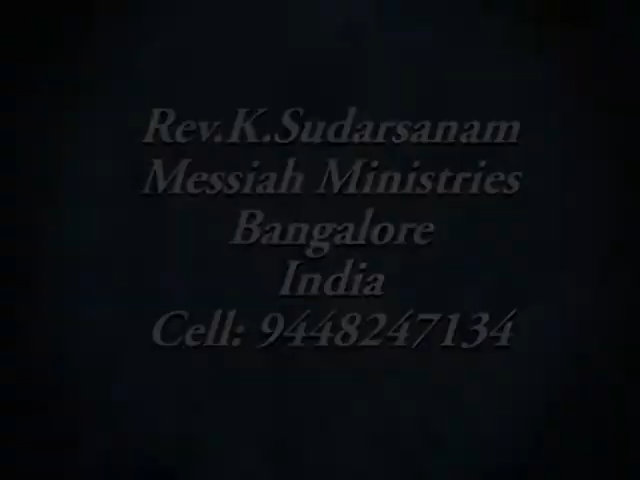 Rev.K.Sudarsanam
Messiah Ministries
Bangalore
India
Cell: 9448247134